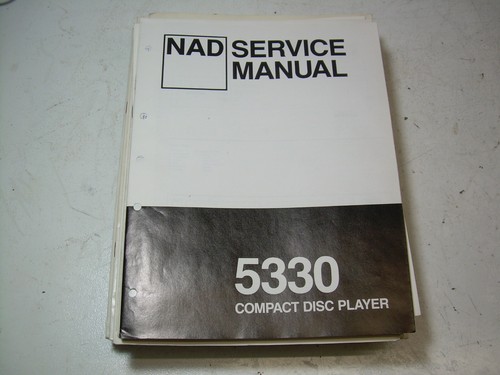 NAD SERVICE
MANUAL
5330
COMPACT DISC PLAYER